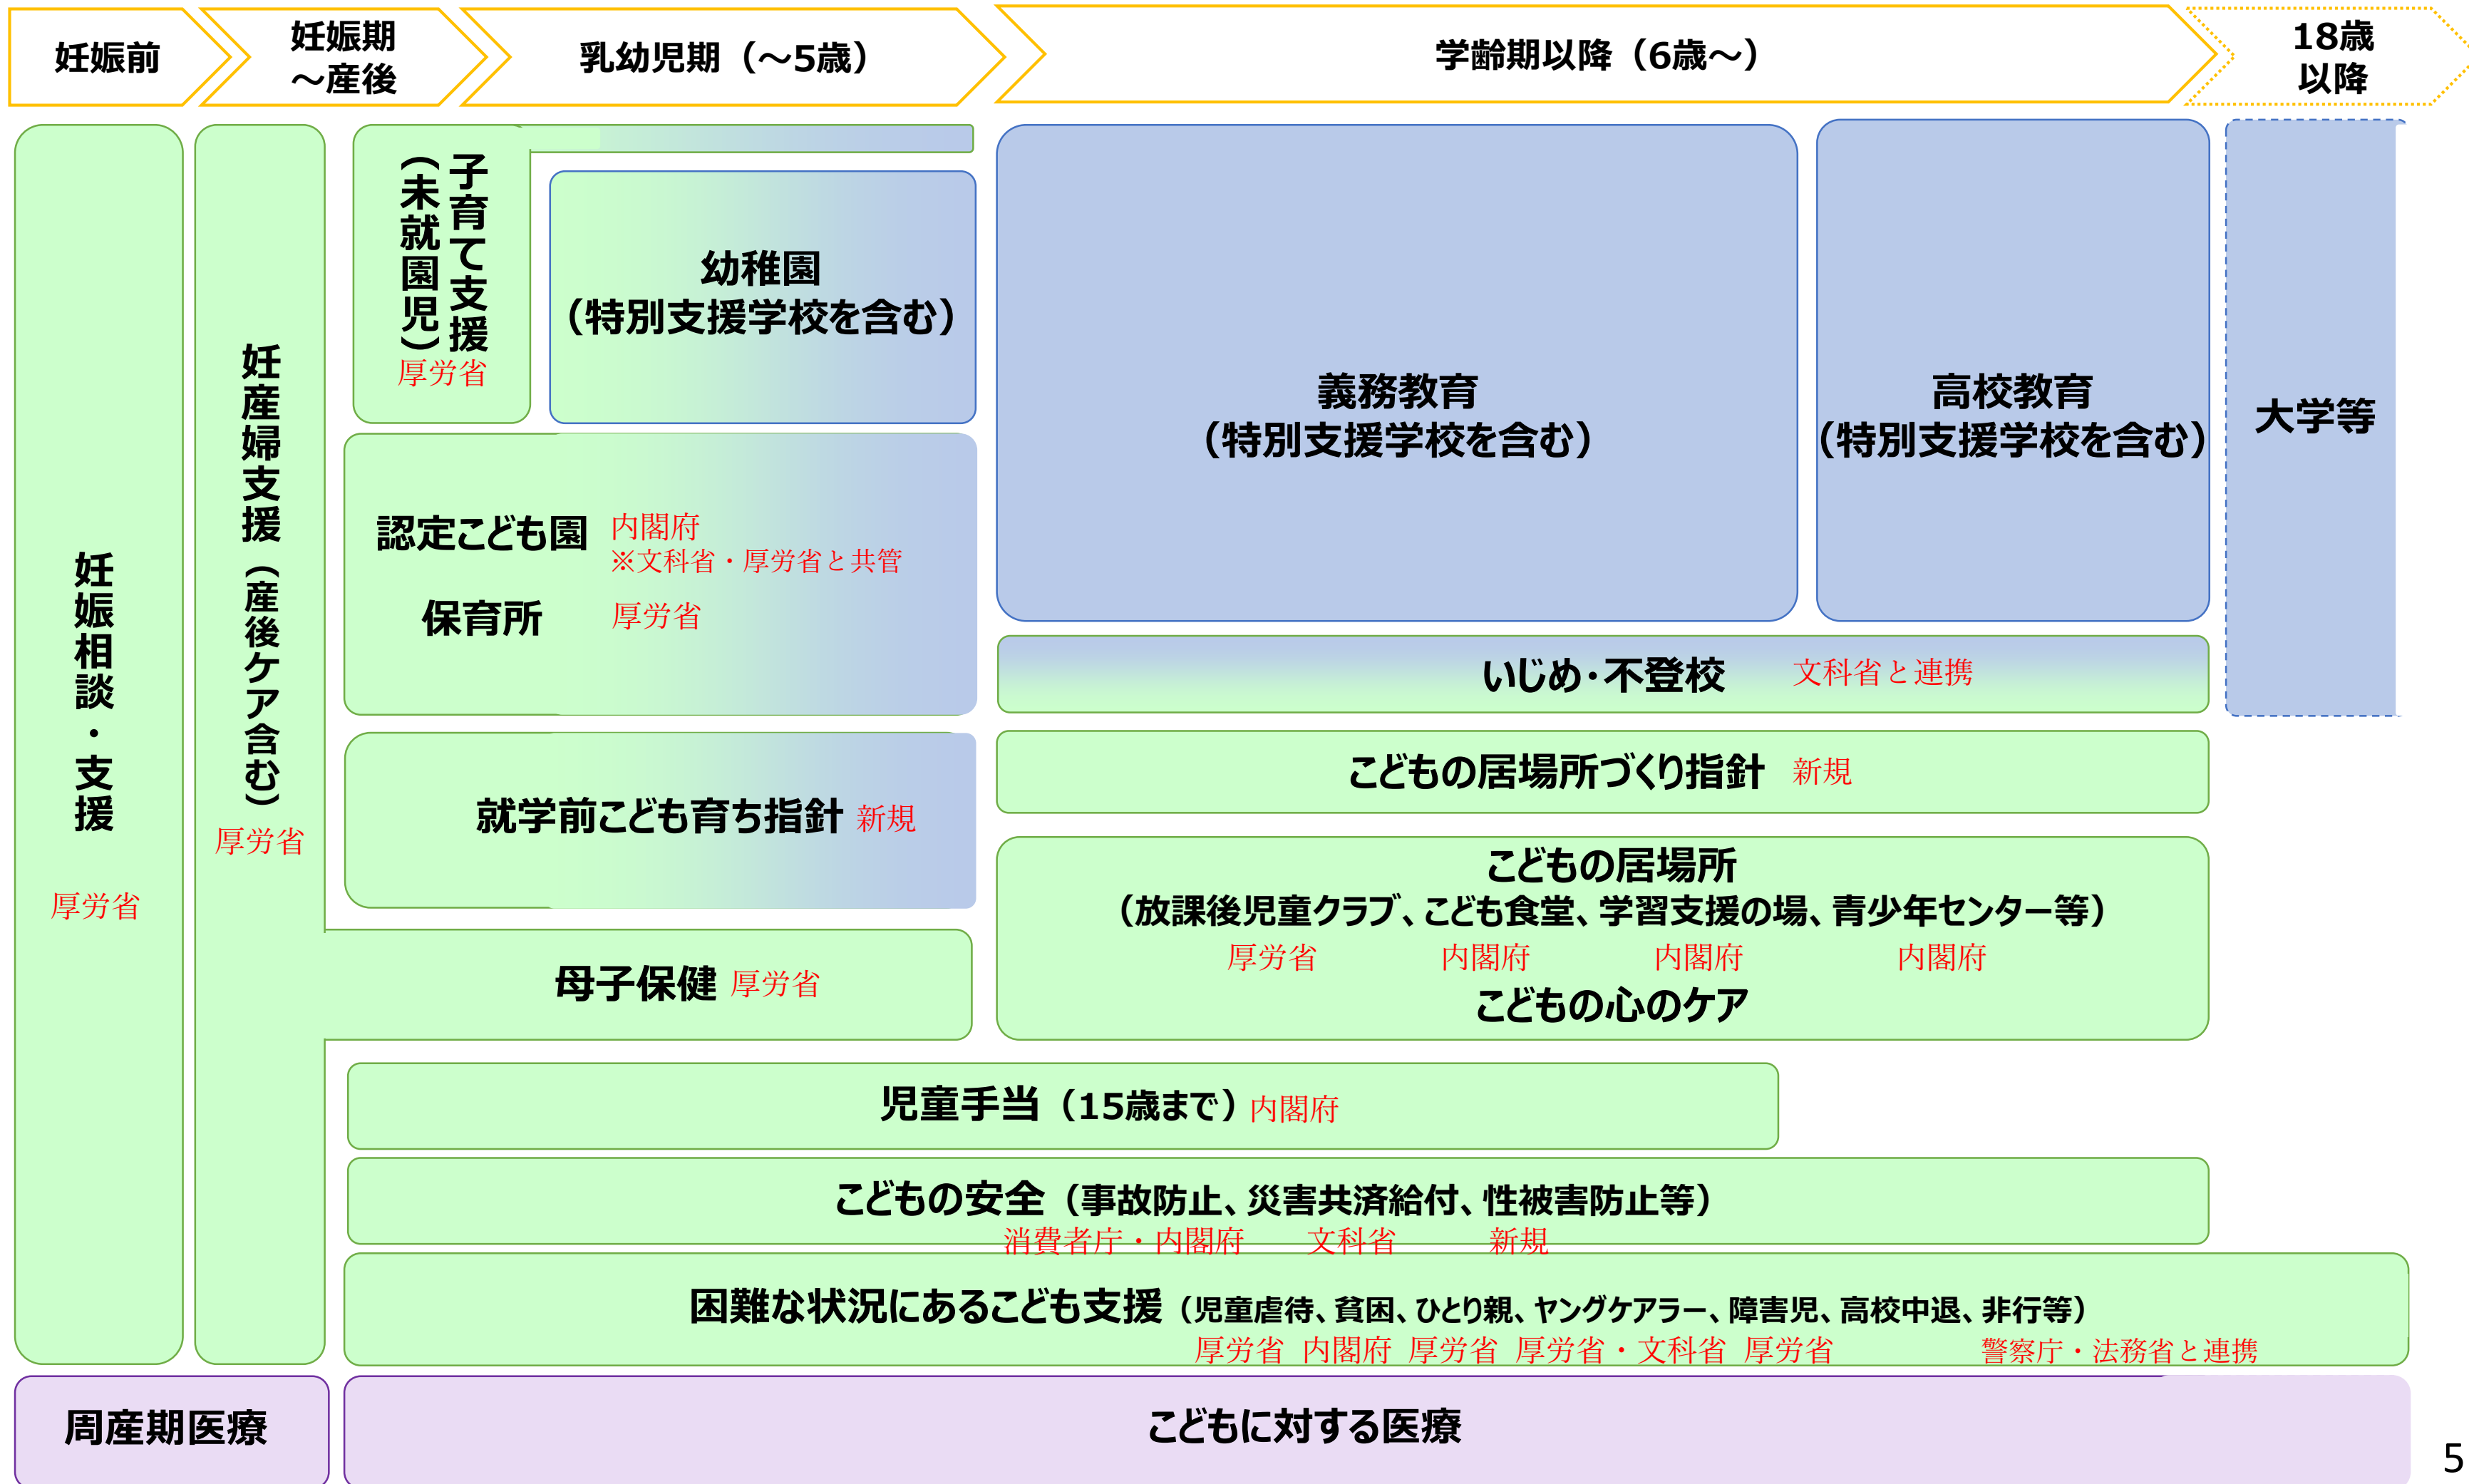 妊娠前
妊娠期
～産後
乳幼児期（～5歳）
学齢期以降（6歳～）
18歳
以降
妊娠相談・支援
厚労省
妊産婦支援（産後ケア含む）
厚労省
子育て支援
（未就園児）
厚労省
幼稚園
（特別支援学校を含む）
認定こども園 内閣府
※文科省・厚労省と共管
保育所 厚労省
就学前こども育ち指針 新規
母子保健 厚労省
義務教育
（特別支援学校を含む）
高校教育
（特別支援学校を含む）
大学等
いじめ・不登校 文科省と連携
こどもの居場所づくり指針 新規
こどもの居場所
（放課後児童クラブ、こども食堂、学習支援の場、青少年センター等）
厚労省 内閣府 内閣府 内閣府
こどもの心のケア
児童手当（15歳まで）内閣府
こどもの安全（事故防止、災害共済給付、性被害防止等）
消費者庁・内閣府 文科省 新規
困難な状況にあるこども支援（児童虐待、貧困、ひとり親、ヤングケアラー、障害児、高校中退、非行等）
厚労省 内閣府 厚労省 厚労省・文科省 厚労省 警察庁・法務省と連携
周産期医療
こどもに対する医療
5